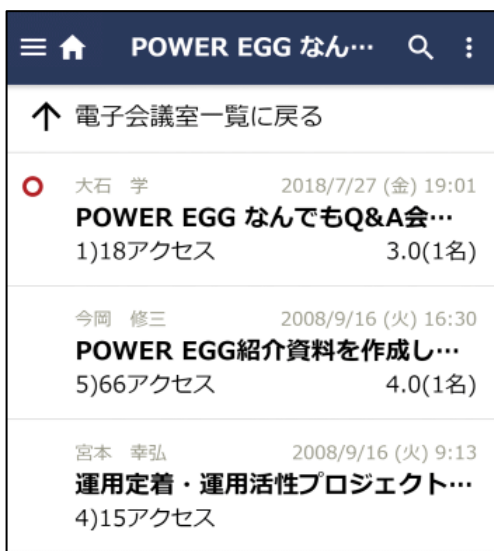 POWER EGG なん…
電子会議室一覧に戻る
大石 学 2018/7/27 (金) 19:01
POWER EGG なんでもQ&A会…
1)18アクセス 3.0(1名)
今岡 修三 2008/9/16 (火) 16:30
POWER EGG紹介資料を作成し…
5)66アクセス 4.0(1名)
宮本 幸弘 2008/9/16 (火) 9:13
運用定着・運用活性プロジェクト…
4)15アクセス